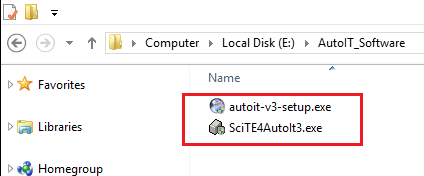 Computer Local Disk (E:) AutoIT_Software
Favorites
Libraries
Homegroup
Name
autoit-v3-setup.exe
SciTE4AutoIt3.exe